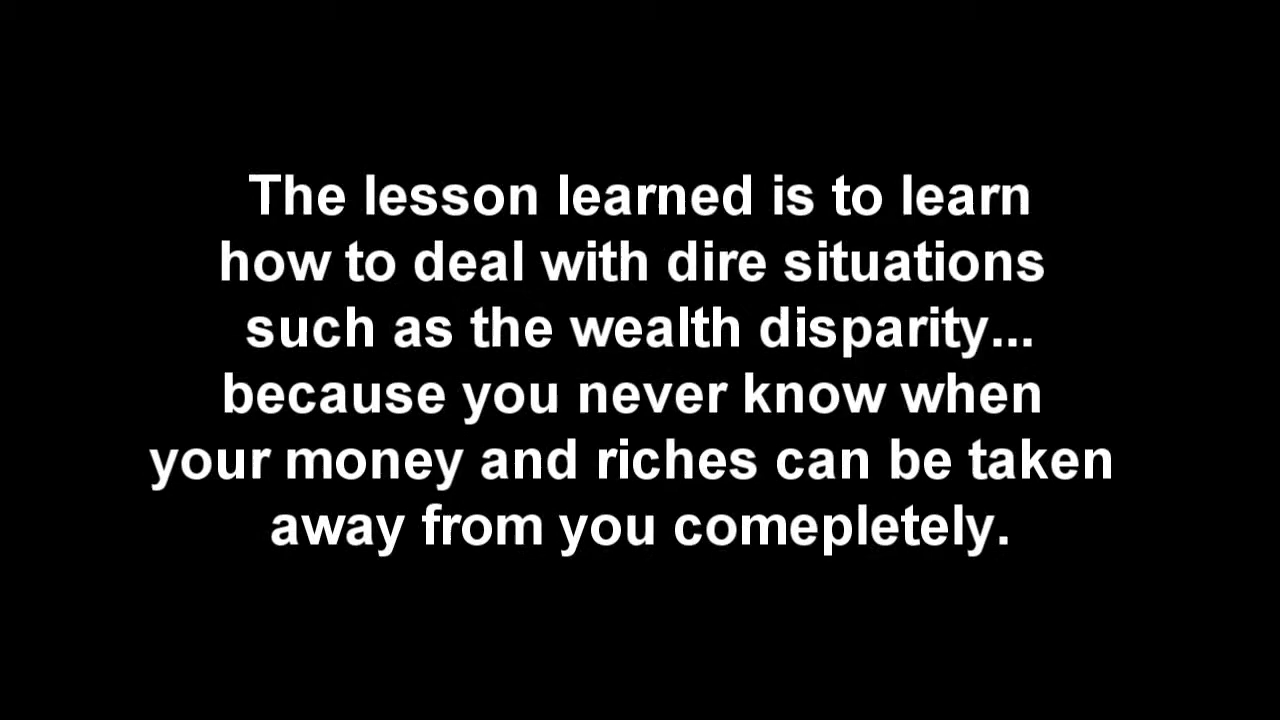 The lesson learned is to learn
how to deal with dire situations
such as the wealth disparity...
because you never know when
your money and riches can be taken
away from you comepletely.